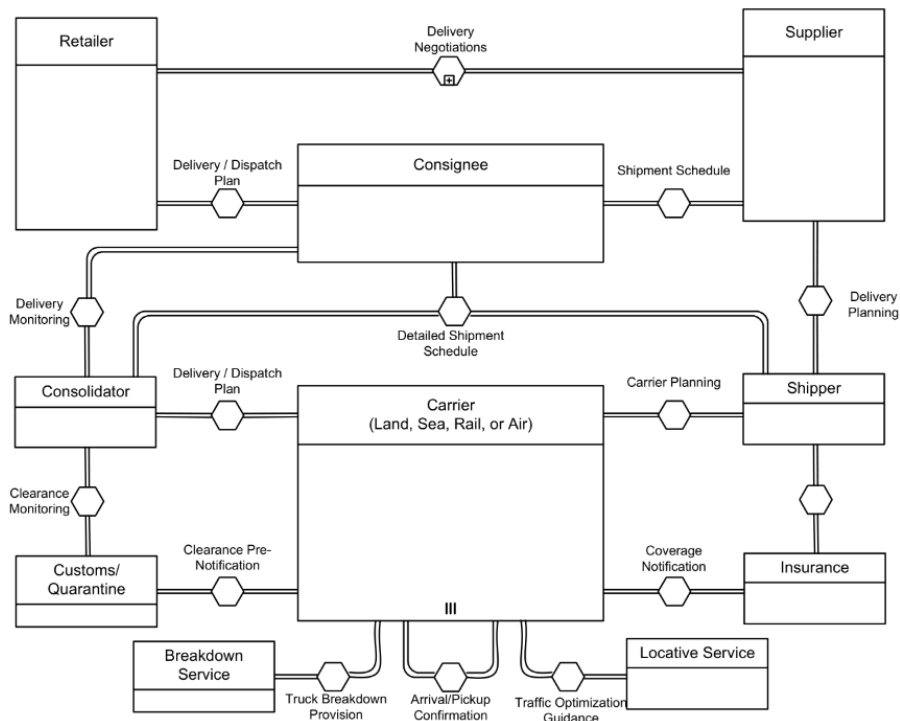 Retailer
Delivery
Negotiations
Supplier
Delivery / Dispatch
Plan
Consignee
Shipment Schedule
Delivery
Monitoring
Detailed Shipment
Schedule
Delivery
Planning
Consolidator
Delivery / Dispatch
Plan
Carrier
(Land, Sea, Rail, or Air)
Carrier Planning
Shipper
Clearance
Monitoring
Customs/
Quarantine
Clearance Pre-
Notification
Coverage
Notification
Insurance
Breakdown
Service
Truck Breakdown
Provision
Arrival/Pickup
Confirmation
Traffic Optimization
Guidance
Locative Service